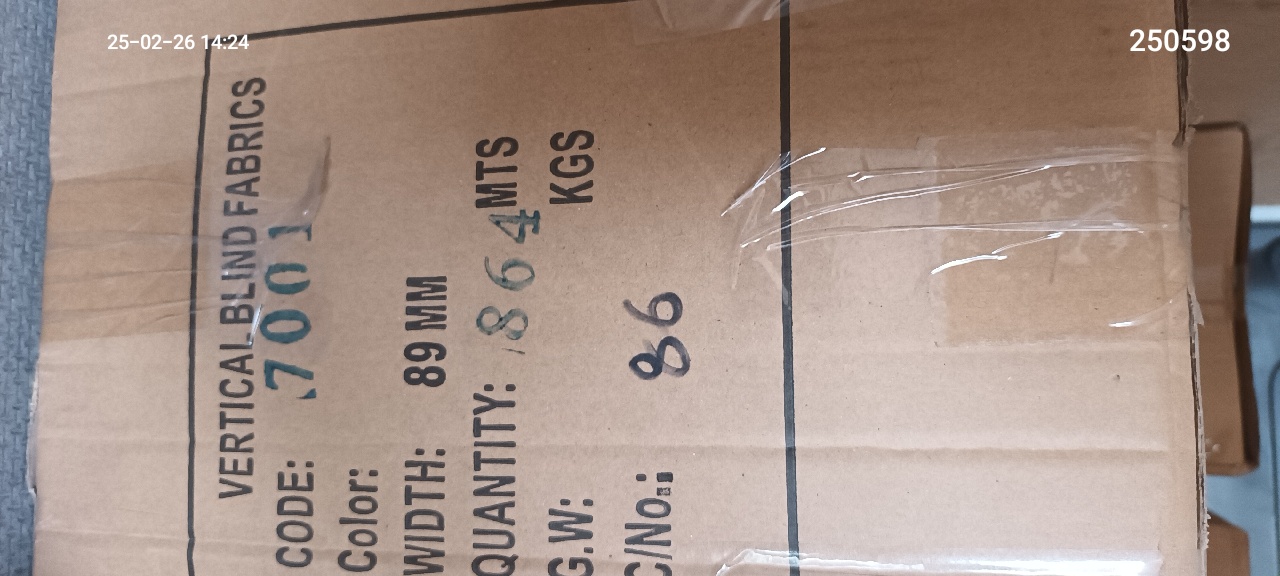 25-02-26 14:24
250598
VERTICAL BLIND FABRICS
CODE: 7001
Color:
WIDTH: 89 MM
QUANTITY: 864 MTS
G.W: KGS
C/No.: 86